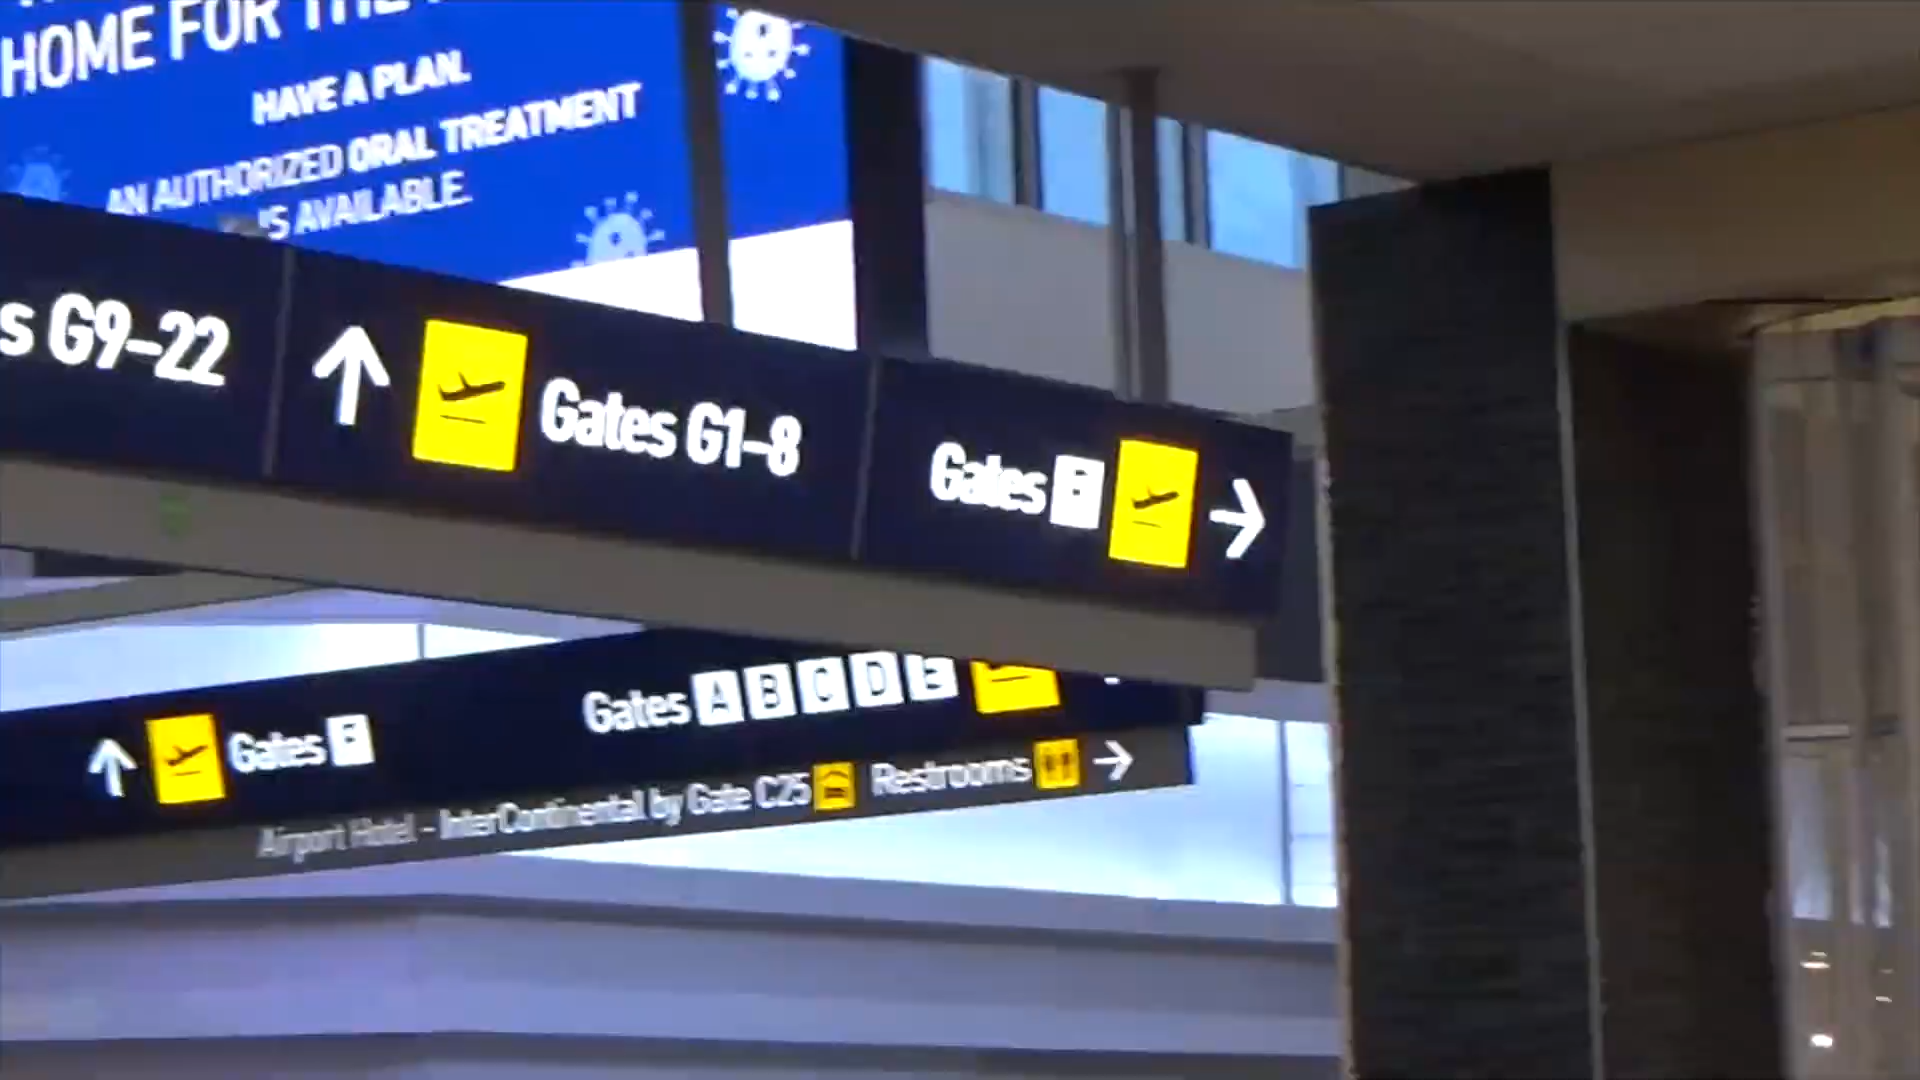 HOME FOR THE
HAVE A PLAN.
AN AUTHORIZED ORAL TREATMENT
IS AVAILABLE.
s G9-22
Gates G1-8
Gates F
Gates F
Gates A B C D E
Airport Hotel - InterContinental by Gate C25
Restrooms